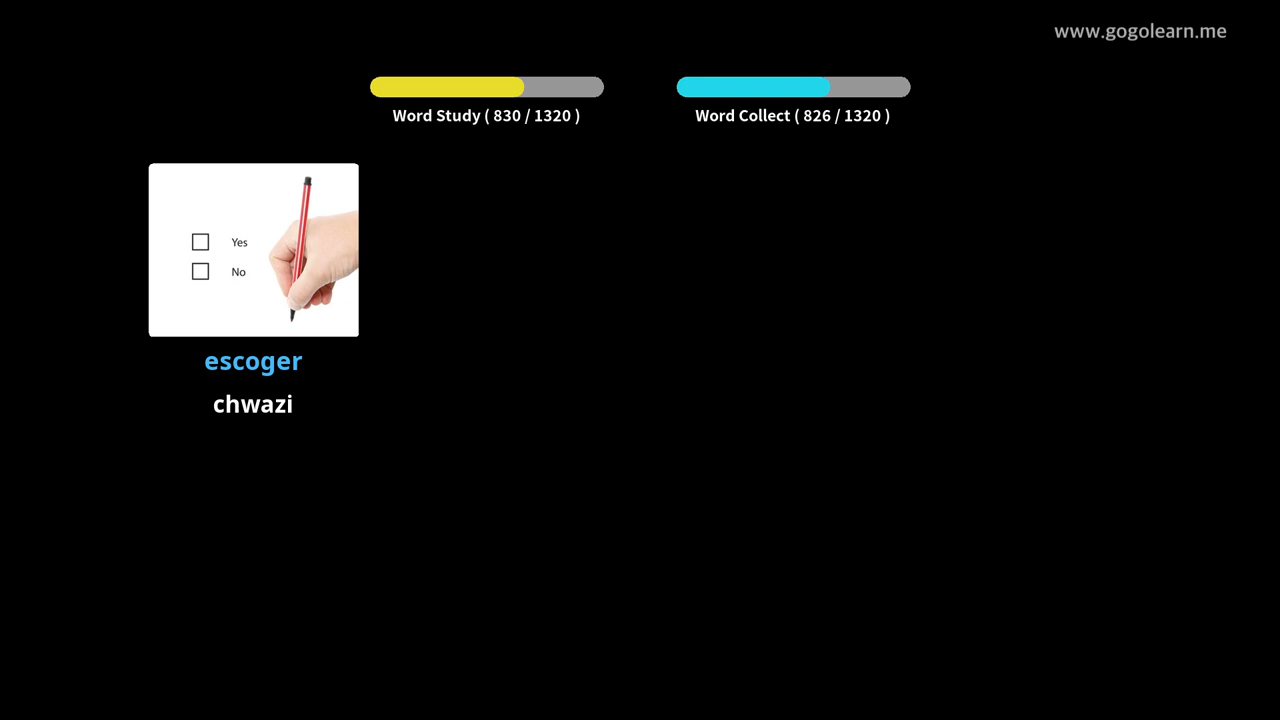 www.gogolearn.me
Word Study ( 830 / 1320 )
Word Collect ( 826 / 1320 )
Yes
No
escoger
chwazi